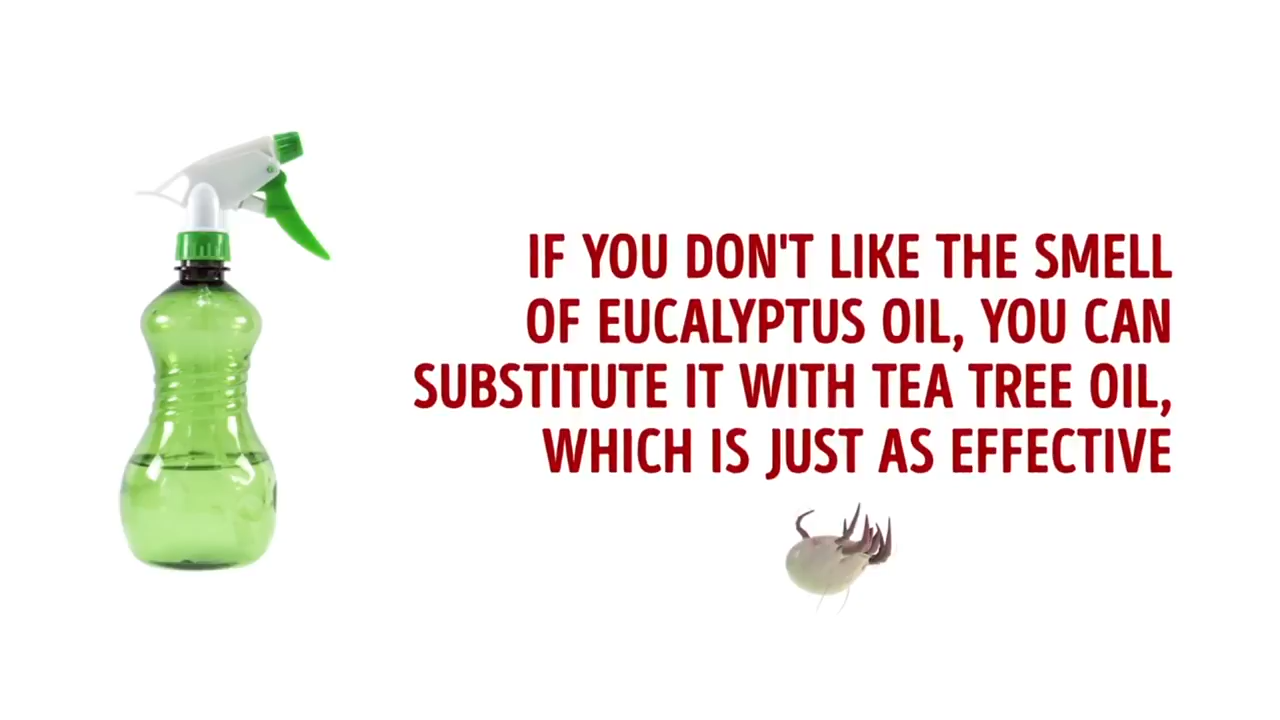 IF YOU DON'T LIKE THE SMELL
OF EUCALYPTUS OIL, YOU CAN
SUBSTITUTE IT WITH TEA TREE OIL,
WHICH IS JUST AS EFFECTIVE